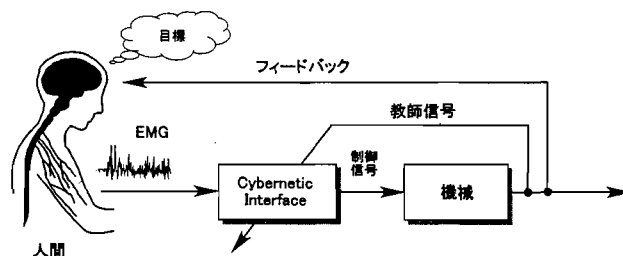 目標
フィードバック
教師信号
EMG
制御
信号
Cybernetic
Interface
機械
人間